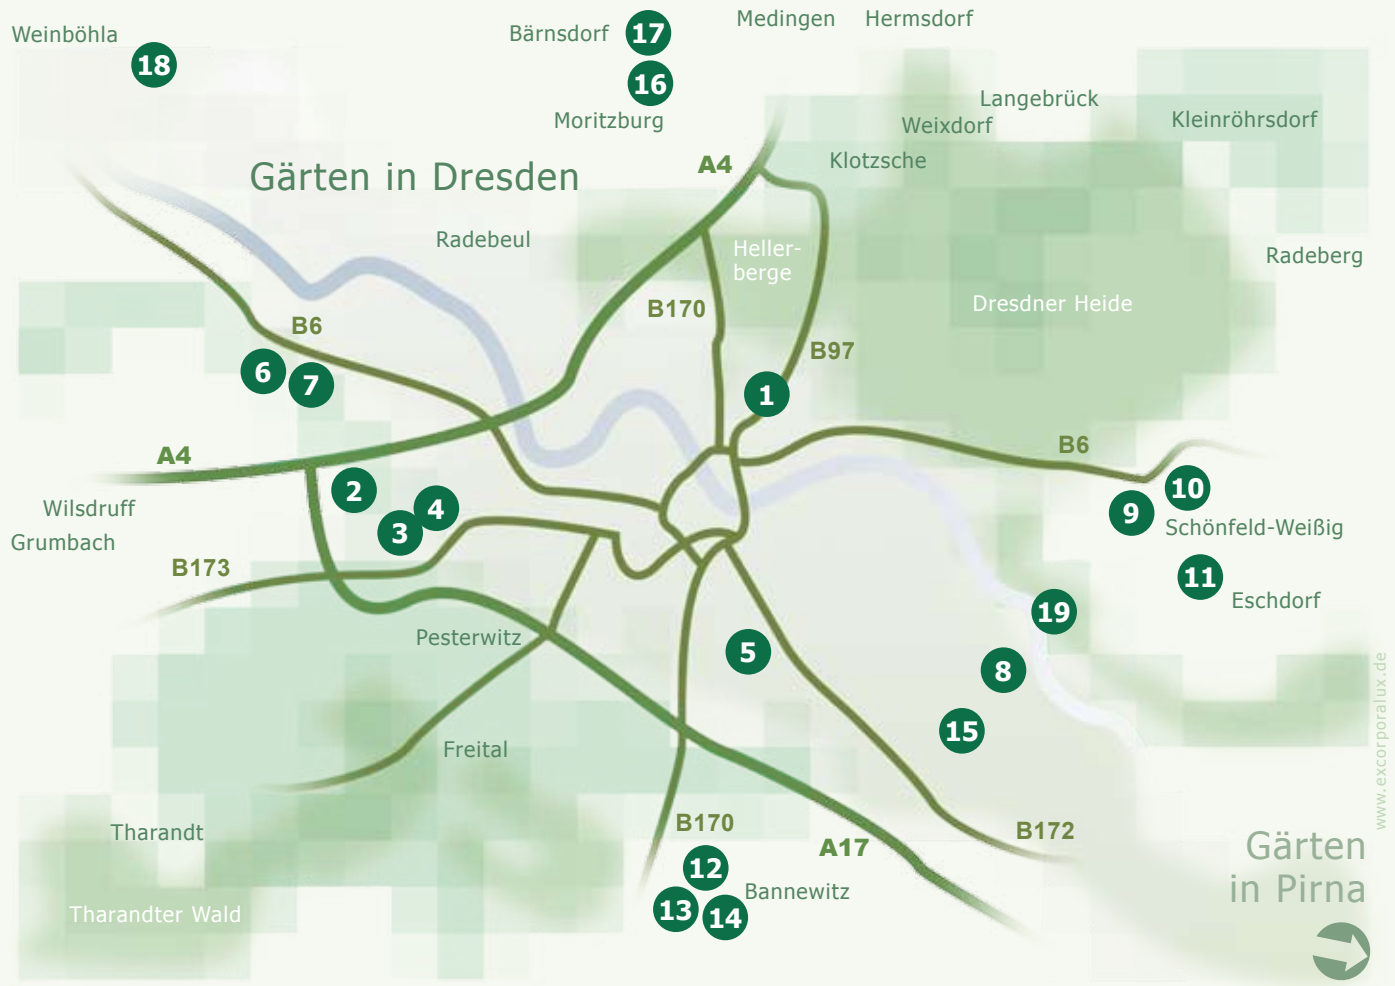 Weinböhla
18
Bärnsdorf
17
16
Moritzburg
Medingen
Hermsdorf
Langebrück
Weixdorf
Kleinröhrsdorf
Klotzsche
Gärten in Dresden
A4
Radebeul
Heller-
berge
Radeberg
Dresdner Heide
B170
B6
B97
6
7
1
A4
B6
2
4
3
10
9
Wilsdruff
Grumbach
Schönfeld-Weißig
B173
11
Eschdorf
19
Pesterwitz
5
8
15
Freital
www.excorporalux.de
Tharandt
B170
A17
B172
12
Bannewitz
13
14
Tharandter Wald
Gärten
in Pirna